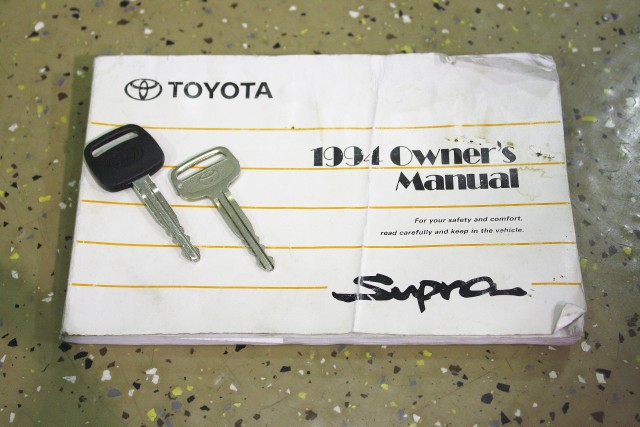 TOYOTA
1994 Owner's
Manual
For your safety and comfort,
read carefully and keep in the vehicle.
Supra